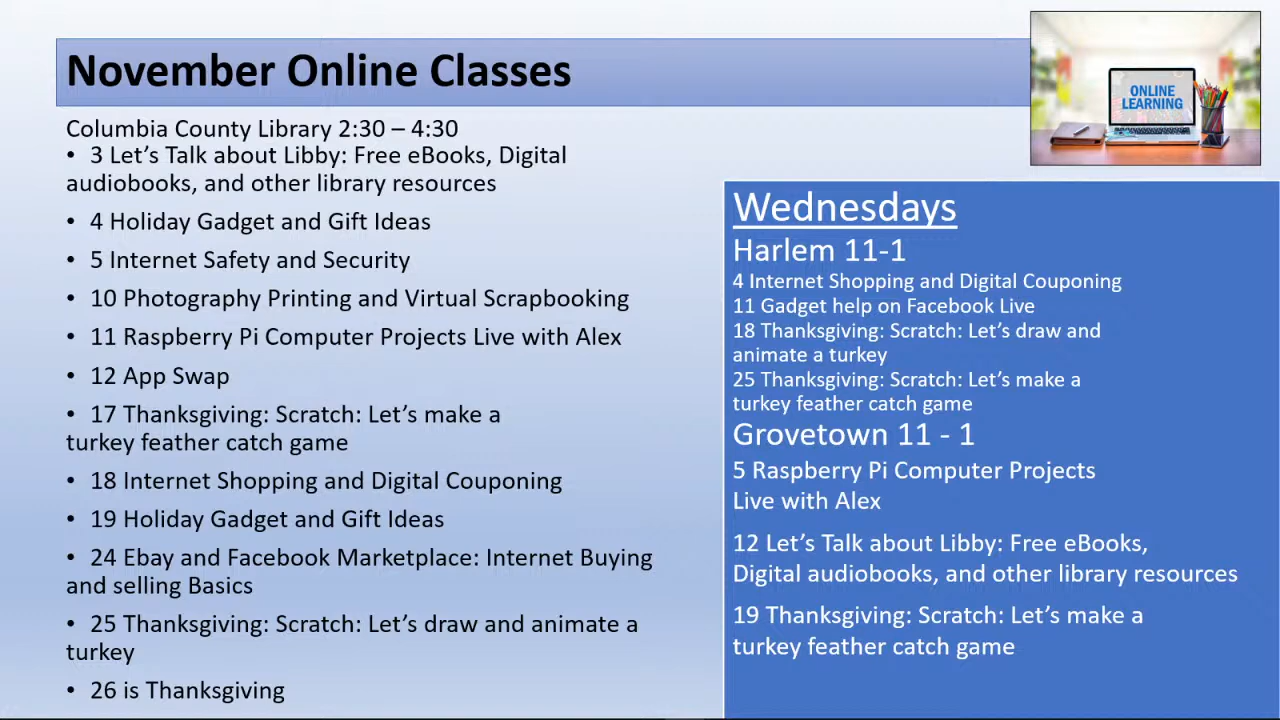 November Online Classes
ONLINE
LEARNING
Columbia County Library 2:30 – 4:30
• 3 Let's Talk about Libby: Free eBooks, Digital
audiobooks, and other library resources
• 4 Holiday Gadget and Gift Ideas
• 5 Internet Safety and Security
• 10 Photography Printing and Virtual Scrapbooking
• 11 Raspberry Pi Computer Projects Live with Alex
• 12 App Swap
• 17 Thanksgiving: Scratch: Let's make a
turkey feather catch game
• 18 Internet Shopping and Digital Couponing
• 19 Holiday Gadget and Gift Ideas
• 24 Ebay and Facebook Marketplace: Internet Buying
and selling Basics
• 25 Thanksgiving: Scratch: Let's draw and animate a
turkey
• 26 is Thanksgiving
Wednesdays
Harlem 11-1
4 Internet Shopping and Digital Couponing
11 Gadget help on Facebook Live
18 Thanksgiving: Scratch: Let's draw and
animate a turkey
25 Thanksgiving: Scratch: Let's make a
turkey feather catch game
Grovetown 11 - 1
5 Raspberry Pi Computer Projects
Live with Alex
12 Let's Talk about Libby: Free eBooks,
Digital audiobooks, and other library resources
19 Thanksgiving: Scratch: Let's make a
turkey feather catch game